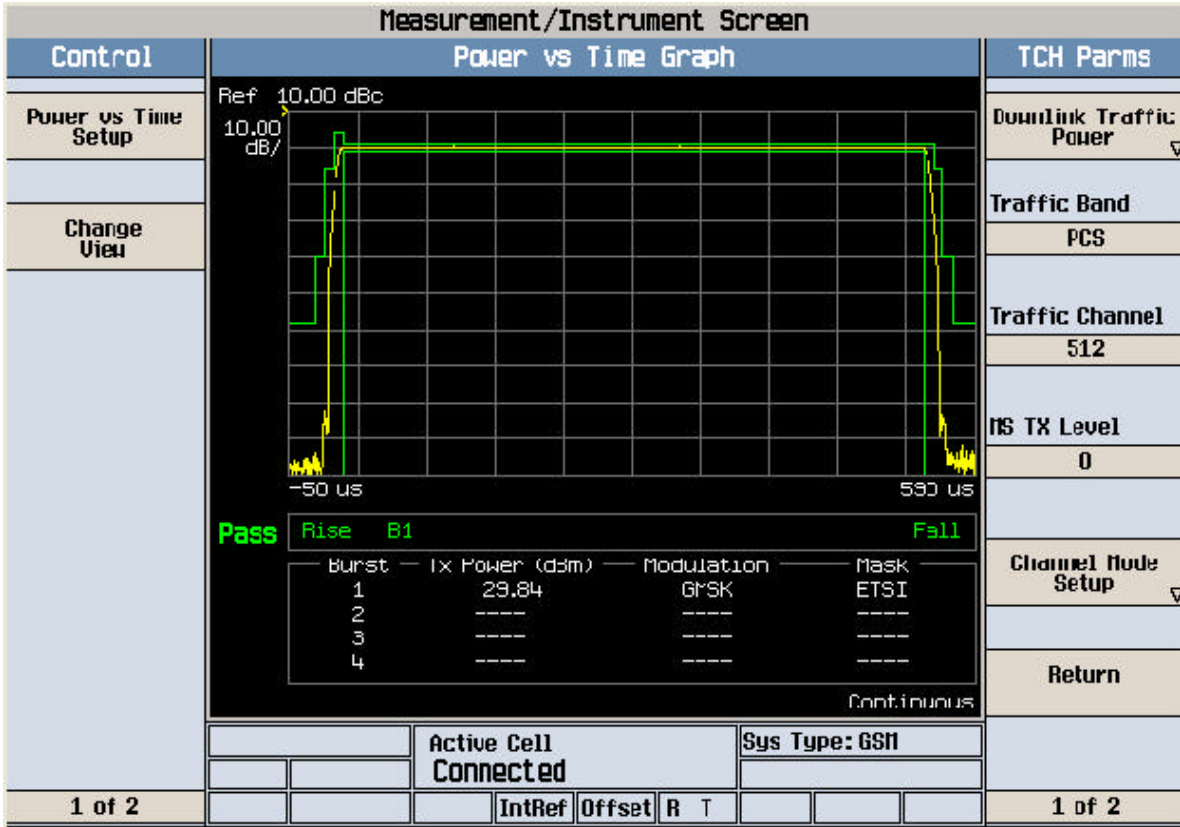 Measurement/Instrument Screen
Control
Power vs Time Setup
Change View
1 of 2
Power vs Time Graph
Ref 10.00 dBc
10.00 dB/
-50 us
590 us
Pass
Rise B1 Fall
Burst Tx Power (dBm) Modulation Mask
1 29.84 GMSK ETSI
2 ---- ---- ----
3 ---- ---- ----
4 ---- ---- ----
Continuous
Active Cell
Connected
Sys Type: GSM
IntRef Offset R T
TCH Parms
Downlink Traffic Power
Traffic Band
PCS
Traffic Channel
512
MS TX Level
0
Channel Mode Setup
Return
1 of 2